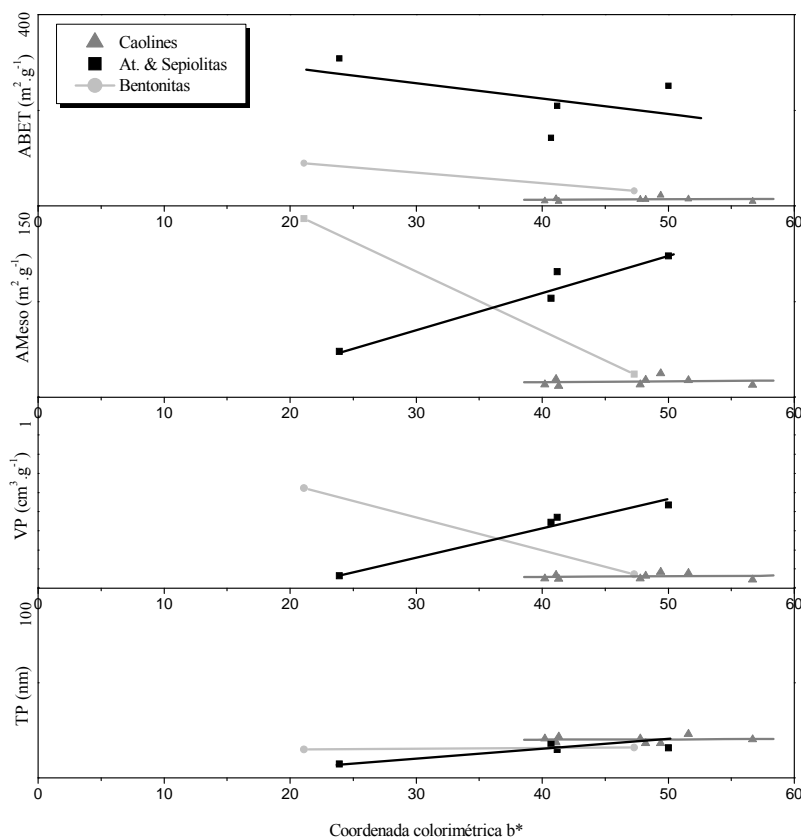 400
Caolines
At. & Sepiolitas
Bentonitas
ABET (m².g⁻¹)
0 10 20 30 40 50 60
150
AMeso (m².g⁻¹)
0 10 20 30 40 50 60
1
VP (cm³.g⁻¹)
0 10 20 30 40 50 60
100
TP (nm)
0 10 20 30 40 50 60
Coordenada colorimétrica b*